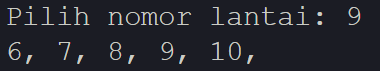 Pilih nomor lantai: 9
6, 7, 8, 9, 10,